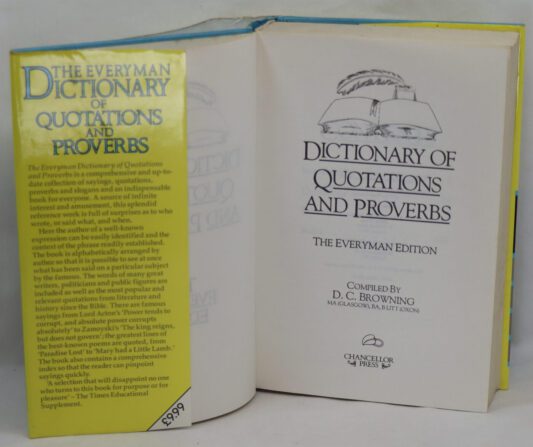 THE EVERYMAN
DICTIONARY
OF
QUOTATIONS
AND
PROVERBS
The Everyman Dictionary of Quotations
and Proverbs is a comprehensive and up-to-
date collection of sayings, quotations,
proverbs and slogans and an indispensable
book for everyone. A source of infinite
interest and amusement, this splendid
reference work is full of surprises as to who
wrote, or said what, and when.
Here the author of a well-known
expression can be easily identified and the
context of the phrase readily established.
The book is alphabetically arranged by
author so that it is possible to see at once
what has been said on a particular subject
by the famous. The words of many great
writers, politicians and public figures are
included as well as the most popular and
relevant quotations from literature and
history since the Bible. There are famous
sayings from Lord Acton's 'Power tends to
corrupt, and absolute power corrupts
absolutely' to Zamoyski's 'The king reigns,
but does not govern'; the greatest lines of
the best-known poems are quoted, from
'Paradise Lost' to 'Mary had a Little Lamb.'
The book also contains a comprehensive
index so that the reader can pinpoint
sayings quickly.
'A selection that will disappoint no one
who turns to this book for purpose or for
pleasure' – The Times Educational
Supplement.
£9.99
DICTIONARY OF
QUOTATIONS
AND PROVERBS
THE EVERYMAN EDITION
COMPILED BY
D. C. BROWNING
MA (GLASGOW), BA, B LITT (OXON)
CHANCELLOR
PRESS